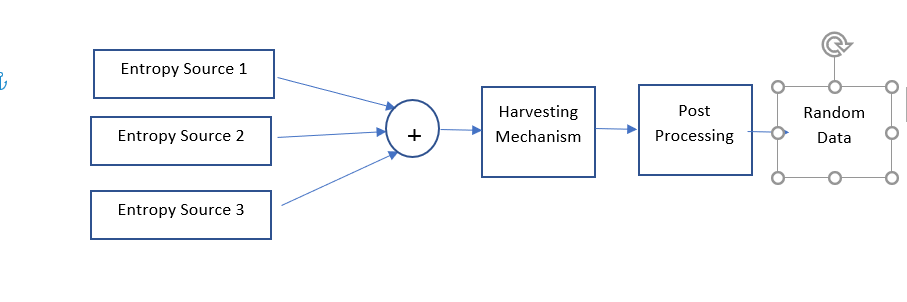 Entropy Source 1
Entropy Source 2
Entropy Source 3
+
Harvesting
Mechanism
Post
Processing
Random
Data